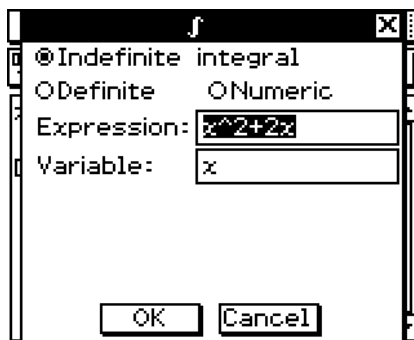 ∫
Indefinite integral
Definite Numeric
Expression: x^2+2x
Variable: x
OK Cancel